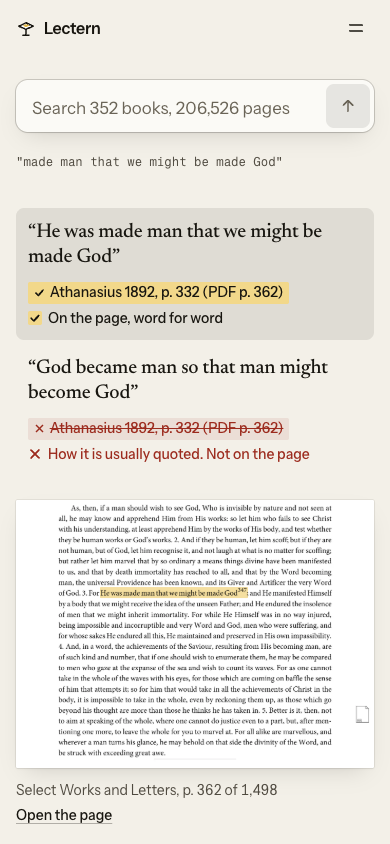 Lectern
Search 352 books, 206,526 pages
"made man that we might be made God"
“He was made man that we might be
made God”
Athanasius 1892, p. 332 (PDF p. 362)
On the page, word for word
“God became man so that man might
become God”
Athanasius 1892, p. 332 (PDF p. 362)
How it is usually quoted. Not on the page
As, then, if a man should wish to see God, Who is invisible by nature and not seen at
all, he may know and apprehend Him from His works: so let him who fails to see Christ
with his understanding, at least apprehend Him by the works of His body, and test whether
they be human works or God’s works. 2. And if they be human, let him scoff; but if they are
not human, but of God, let him recognise it, and not laugh at what is no matter for scoffing;
but rather let him marvel that by so ordinary a means things divine have been manifested
to us, and that by death immortality has reached to all, and that by the Word becoming
man, the universal Providence has been known, and its Giver and Artificer the very Word
of God. 3. For He was made man that we might be made God347; and He manifested Himself
by a body that we might receive the idea of the unseen Father; and He endured the insolence
of men that we might inherit immortality. For while He Himself was in no way injured,
being impossible and incorruptible and very Word and God, men who were suffering, and
for whose sakes He endured all this, He maintained and preserved in His own impassibility.
4. And, in a word, the achievements of the Saviour, resulting from His becoming man, are
of such kind and number, that if one should wish to enumerate them, he may be compared
to men who gaze at the expanse of the sea and wish to count its waves. For as one cannot
take in the whole of the waves with his eyes, for those which are coming on baffle the sense
of him that attempts it; so for him that would take in all the achievements of Christ in the
body, it is impossible to take in the whole, even by reckoning them up, as those which go
beyond his thought are more than those he thinks he has taken in. 5. Better is it, then, not
to aim at speaking of the whole, where one cannot do justice even to a part, but, after men-
tioning one more, to leave the whole for you to marvel at. For all alike are marvellous, and
wherever a man turns his glance, he may behold on that side the divinity of the Word, and
be struck with exceeding great awe.
Select Works and Letters, p. 362 of 1,498
Open the page